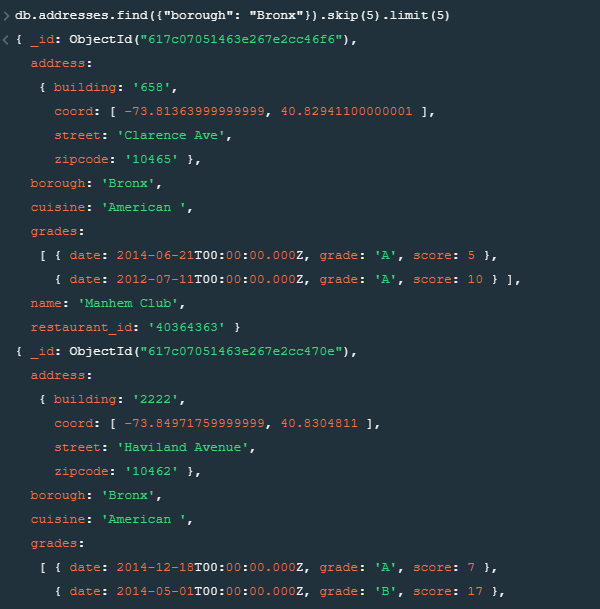 > db.addresses.find({"borough": "Bronx"}).skip(5).limit(5)
< { _id: ObjectId("617c07051463e267e2cc46f6"),
address:
{ building: '658',
coord: [ -73.81363999999999, 40.82941100000001 ],
street: 'Clarence Ave',
zipcode: '10465' },
borough: 'Bronx',
cuisine: 'American ',
grades:
[ { date: 2014-06-21T00:00:00.000Z, grade: 'A', score: 5 },
{ date: 2012-07-11T00:00:00.000Z, grade: 'A', score: 10 } ],
name: 'Manhem Club',
restaurant_id: '40364363' }
{ _id: ObjectId("617c07051463e267e2cc470e"),
address:
{ building: '2222',
coord: [ -73.84971759999999, 40.8304811 ],
street: 'Haviland Avenue',
zipcode: '10462' },
borough: 'Bronx',
cuisine: 'American ',
grades:
[ { date: 2014-12-18T00:00:00.000Z, grade: 'A', score: 7 },
{ date: 2014-05-01T00:00:00.000Z, grade: 'B', score: 17 },